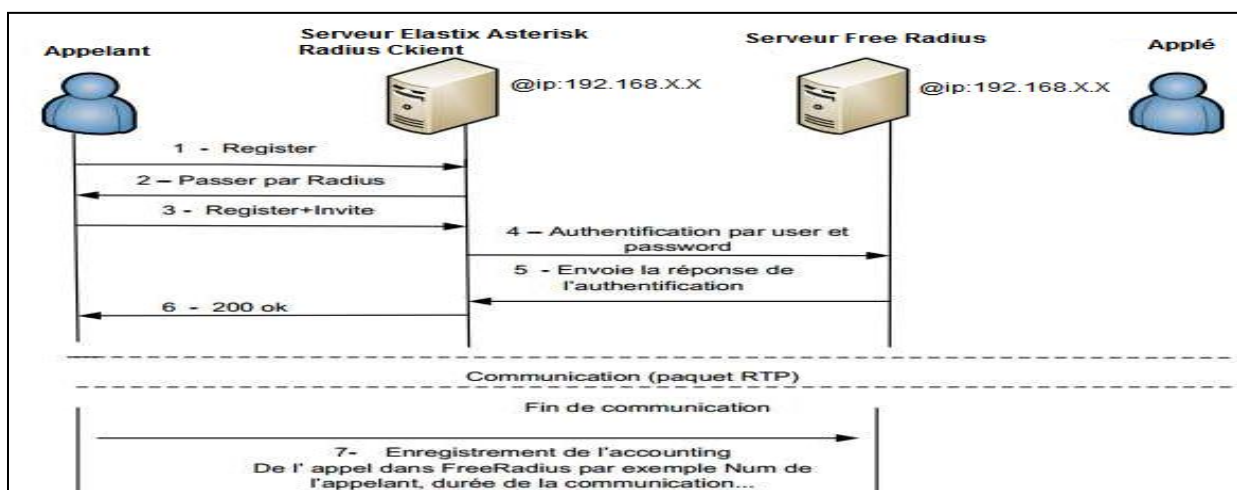 Appelant
Serveur Elastix Asterisk
Radius Ckient
Serveur Free Radius
Applé
@ip:192.168.X.X
@ip:192.168.X.X
1 - Register
2 – Passer par Radius
3 - Register+Invite
4 – Authentification par user et
password
5 - Envoie la réponse de
l'authentification
6 - 200 ok
Communication (paquet RTP)
Fin de communication
7- Enregistrement de l'accounting
De l' appel dans FreeRadius par exemple Num de
l'appelant, durée de la communication...